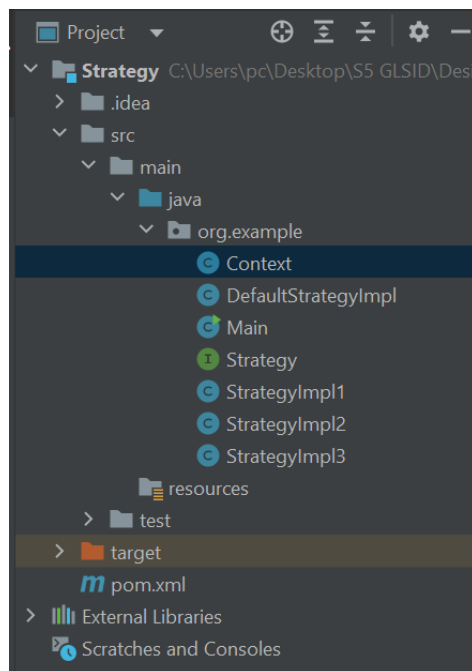 Project
Strategy C:\Users\pc\Desktop\S5 GLSID\Des
.idea
src
main
java
org.example
C Context
C DefaultStrategyImpl
C Main
I Strategy
C StrategyImpl1
C StrategyImpl2
C StrategyImpl3
resources
test
target
m pom.xml
External Libraries
Scratches and Consoles